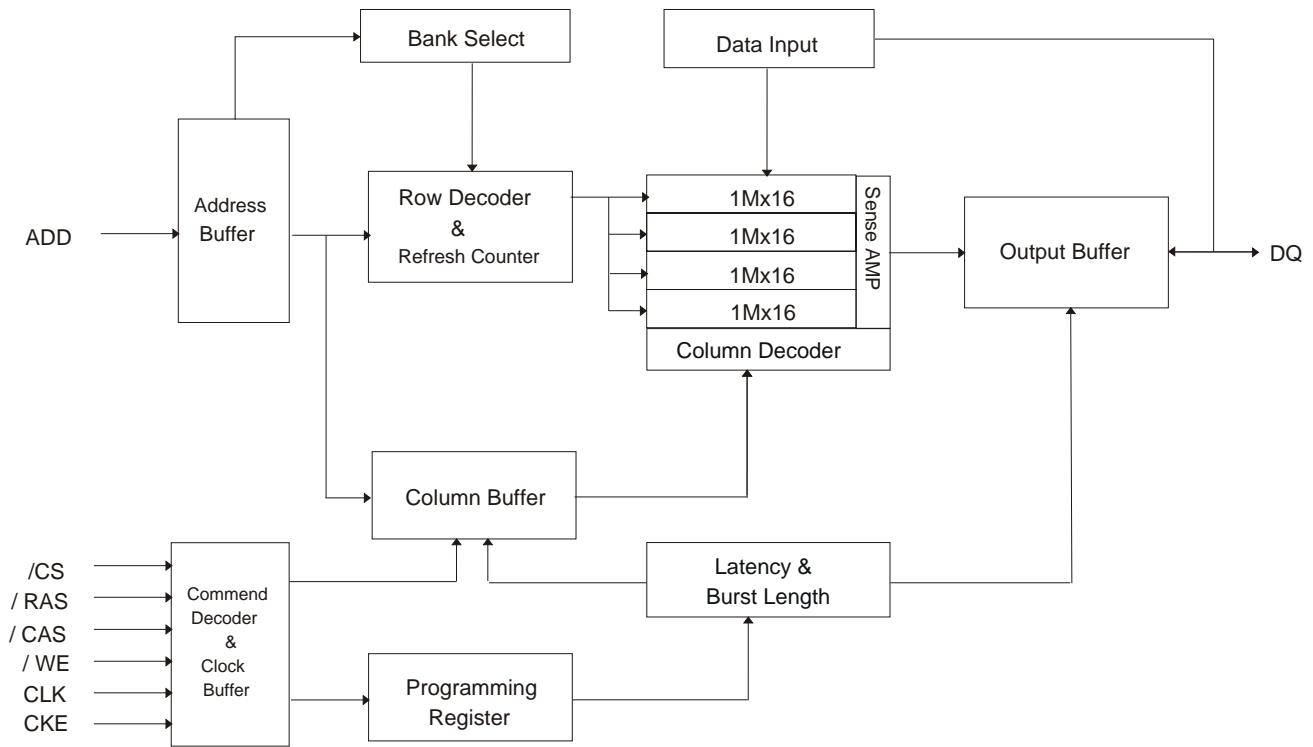 Bank Select
Data Input
Address
Buffer
ADD
Row Decoder
&
Refresh Counter
1Mx16
1Mx16
1Mx16
1Mx16
Sense AMP
Column Decoder
Output Buffer
DQ
Column Buffer
/CS
/ RAS
/ CAS
/ WE
CLK
CKE
Commend
Decoder
&
Clock
Buffer
Latency &
Burst Length
Programming
Register